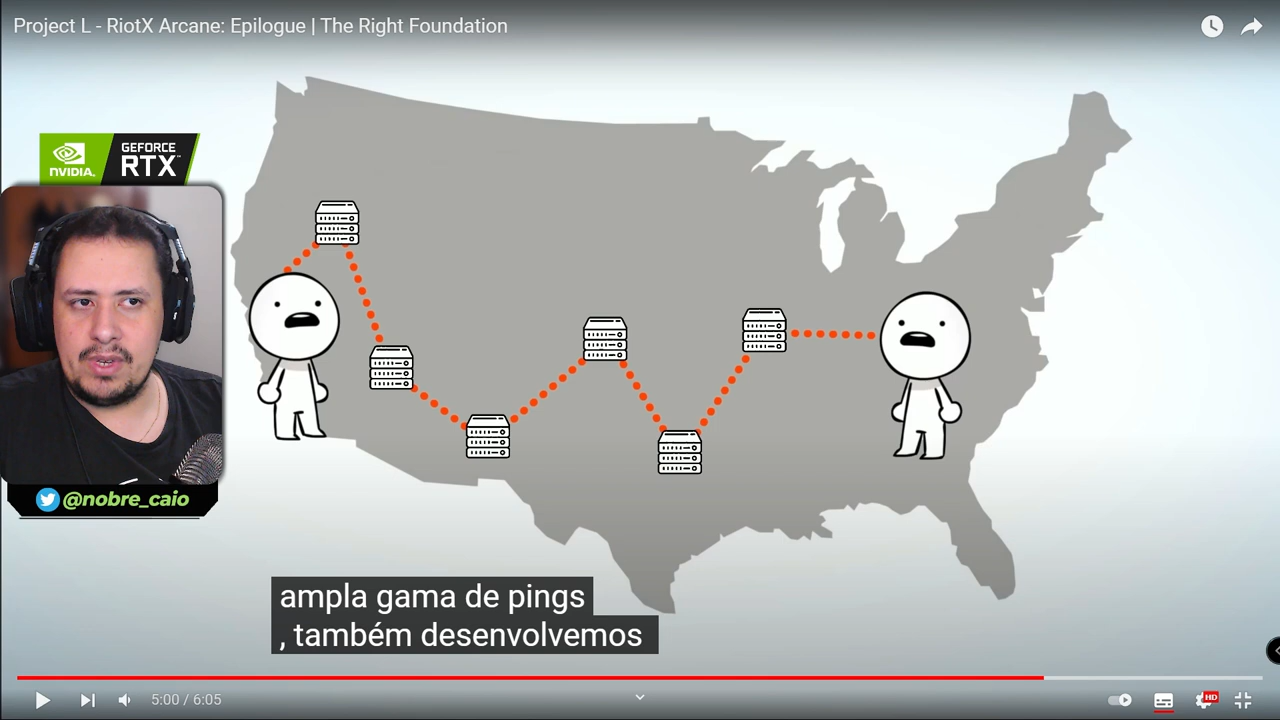 Project L - RiotX Arcane: Epilogue | The Right Foundation
NVIDIA.
GEFORCE
RTX™
@nobre_caio
ampla gama de pings
, também desenvolvemos
5:00 / 6:05
HD